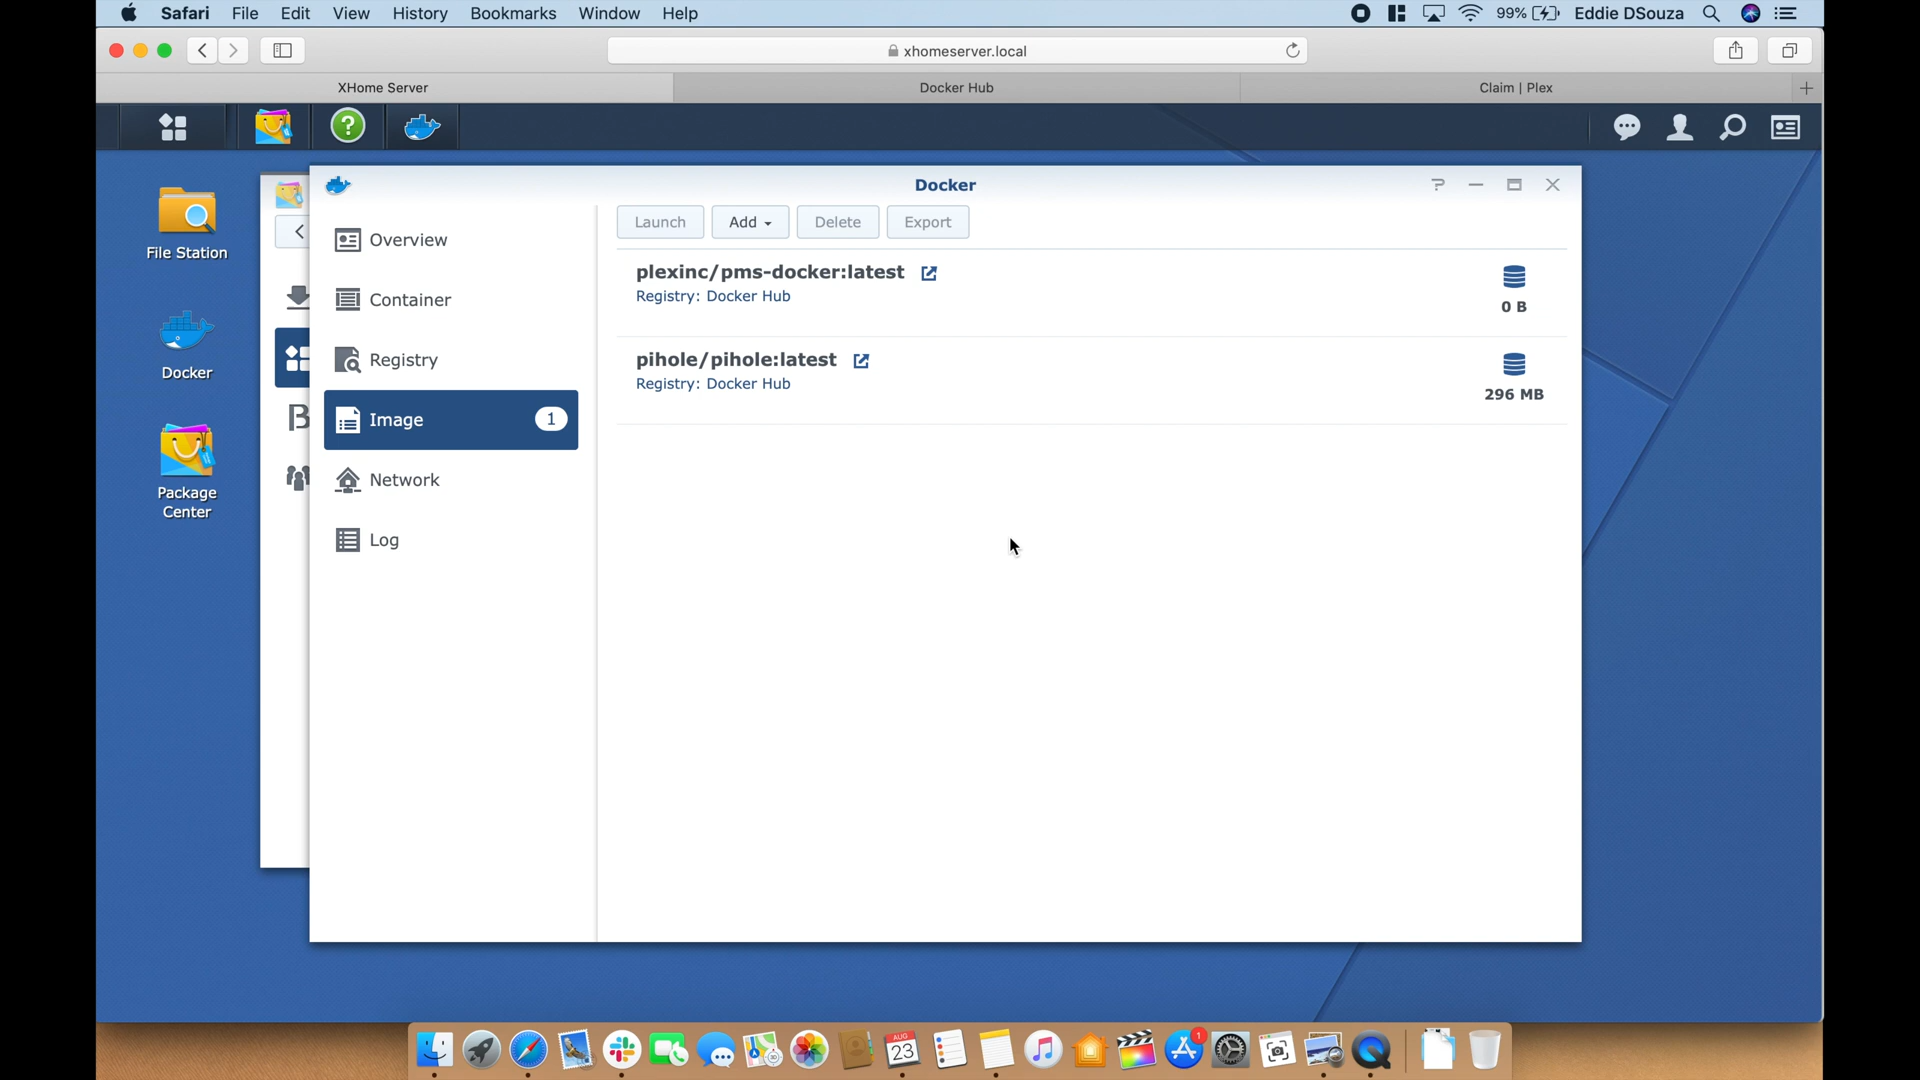 Safari File Edit View History Bookmarks Window Help 99% Eddie DSouza
xhomeserver.local
XHome Server Docker Hub Claim | Plex
Docker
Launch Add Delete Export
File Station
Docker
Package
Center
Overview
Container
Registry
Image 1
Network
Log
plexinc/pms-docker:latest
Registry: Docker Hub
0 B
pihole/pihole:latest
Registry: Docker Hub
296 MB
AUG
23
1